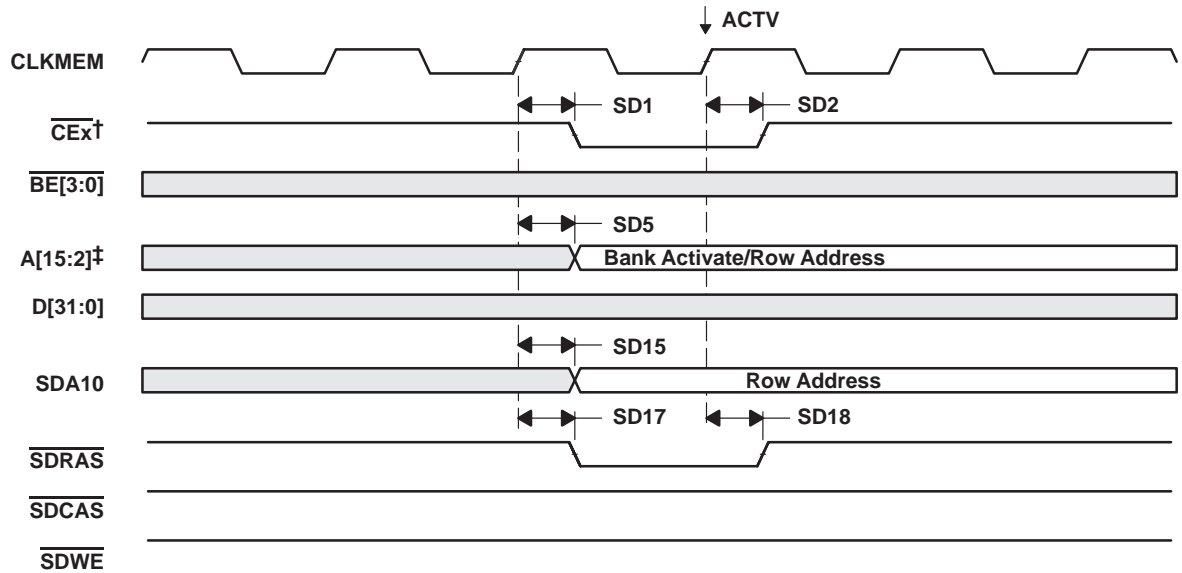 ACTV
CLKMEM
SD1 SD2
CEx†
BE[3:0]
SD5
A[15:2]‡ Bank Activate/Row Address
D[31:0]
SD15
SDA10 Row Address
SD17 SD18
SDRAS
SDCAS
SDWE